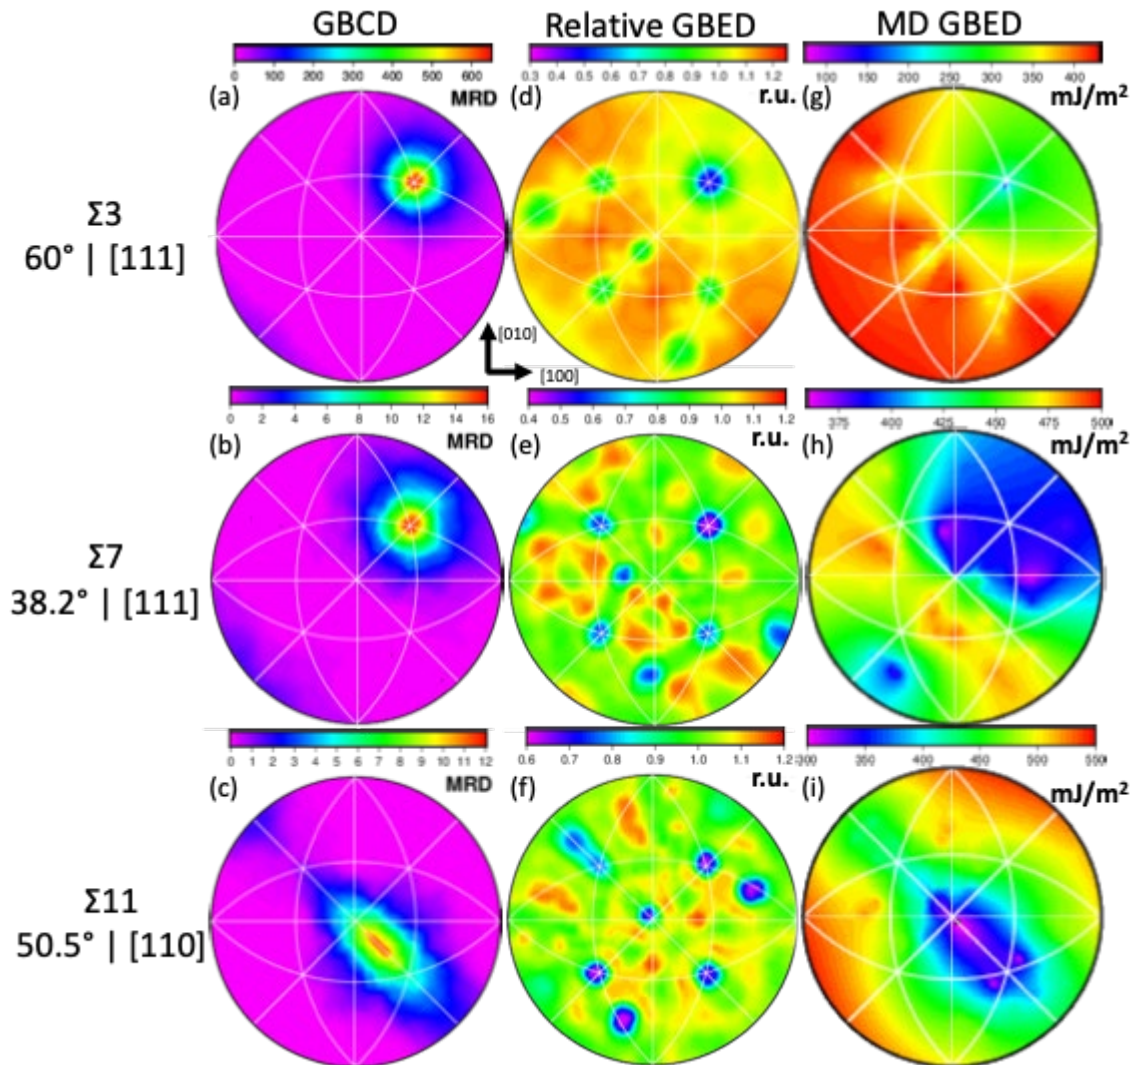 GBCD Relative GBED MD GBED
0 100 200 300 400 500 600 0.3 0.5 0.6 0.7 0.8 0.9 1.0 1.1 1.2 100 150 200 250 300 350 400
(a) MRD (d) r.u. (g) mJ/m²
Σ3
60° | [111]
[010]
[100]
0 2 4 6 8 10 12 14 16 0.4 0.5 0.6 0.7 0.8 0.9 1.0 1.1 1.2 375 400 425 450 475 500
(b) MRD (e) r.u. (h) mJ/m²
Σ7
38.2° | [111]
0 1 2 3 4 5 6 7 8 9 10 11 12 0.6 0.7 0.8 0.9 1.0 1.1 1.2 300 350 400 450 500 550
(c) MRD (f) r.u. (i) mJ/m²
Σ11
50.5° | [110]